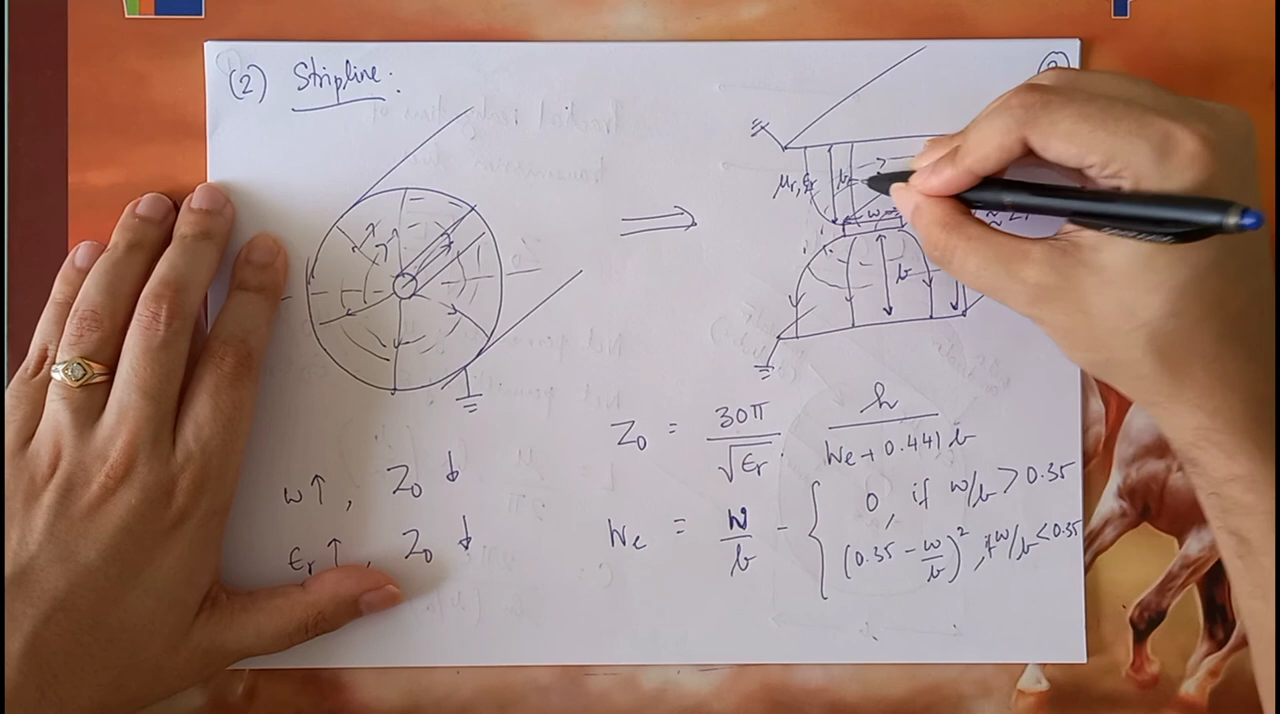 (2) Stripline:
μr, εr
b
w
b
Z0 = 30π / √εr . b / (We + 0.441 b)
w↑, Z0 ↓
εr ↑, Z0 ↓
We = w/b - { 0, if w/b > 0.35
(0.35 - w/b)², if w/b < 0.35